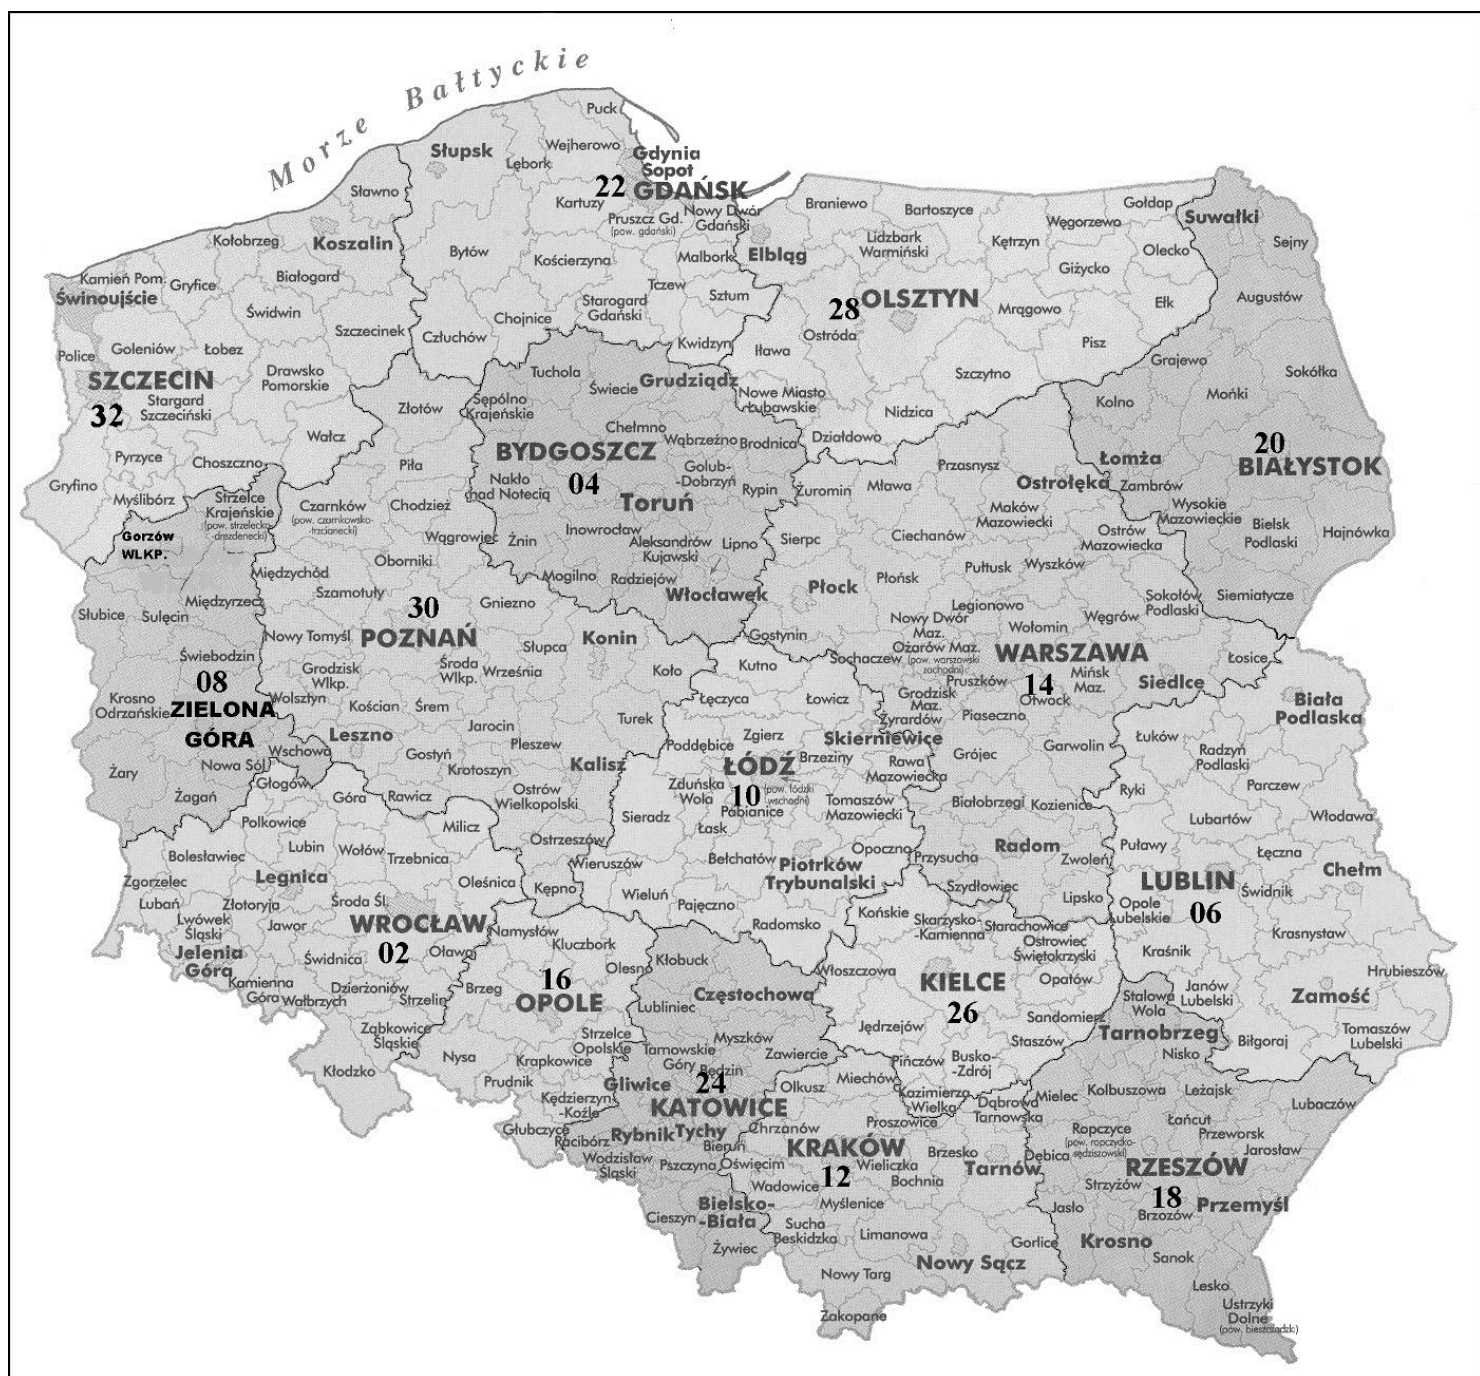 Morze Bałtyckie
Puck
Słupsk
Wejherowo
Lębork
Gdynia
Sopot
22 GDAŃSK
Kartuzy
Pruszcz Gd.
(pow. gdański)
Nowy Dwór
Gdański
Sławno
Koszalin
Kołobrzeg
Białogard
Kamień Pom.
Świnoujście
Gryfice
Świdwin
Szczecinek
Bytów
Kościerzyna
Malbork
Tczew
Sztum
Starogard
Gdański
Chojnice
Człuchów
Kwidzyn
Elbląg
Braniewo
Bartoszyce
Lidzbark
Warmiński
Kętrzyn
Węgorzewo
Gołdap
Olecko
Giżycko
Ełk
Mrągowo
Pisz
28 OLSZTYN
Ostróda
Iława
Szczytno
Nidzica
Nowe Miasto
Lubawskie
Działdowo
Suwałki
Sejny
Augustów
Grajewo
Sokółka
Mońki
Kolno
20
BIAŁYSTOK
Łomża
Zambrów
Wysokie
Mazowieckie
Bielsk
Podlaski
Hajnówka
Siemiatycze
Police
Goleniów
Łobez
Drawsko
Pomorskie
SZCZECIN
32
Stargard
Szczeciński
Wałcz
Pyrzyce
Choszczno
Gryfino
Myślibórz
Złotów
Piła
Czarnków
(pow. czarnkowsko-
-trzcianecki)
Chodzież
Wągrowiec
Oborniki
Międzychód
Szamotuły
30
POZNAŃ
Gniezno
Nowy Tomyśl
Słupca
Konin
Grodzisk
Wlkp.
Środa
Wlkp.
Września
Koło
Wolsztyn
Kościan
Śrem
Turek
Jarocin
Leszno
Gostyń
Pleszew
Krotoszyn
Kalisz
Rawicz
Ostrów
Wielkopolski
Ostrzeszów
Kępno
Tuchola
Świecie
Grudziądz
Sępólno
Krajeńskie
Chełmno
Wąbrzeźno
Brodnica
BYDGOSZCZ
04
Nakło
nad Notecią
Golub-
-Dobrzyń
Rypin
Toruń
Inowrocław
Żnin
Aleksandrów
Kujawski
Lipno
Mogilno
Radziejów
Włocławek
Strzelce
Krajeńskie
(pow. strzelecko-
-drezdenecki)
Gorzów
WLKP.
Słubice
Sulęcin
Międzyrzecz
Świebodzin
08
ZIELONA
GÓRA
Krosno
Odrzańskie
Wschowa
Nowa Sól
Żary
Żagań
Żuromin
Mława
Przasnysz
Ostrołęka
Maków
Mazowiecki
Ostrów
Mazowiecka
Sierpc
Ciechanów
Płock
Płońsk
Pułtusk
Wyszków
Nowy Dwór
Maz.
Legionowo
Wołomin
Węgrów
Sokołów
Podlaski
Gostynin
Sochaczew
Ożarów Maz.
(pow. warszawski
zachodni)
WARSZAWA
14
Pruszków
Mińsk
Maz.
Otwock
Siedlce
Łosice
Grodzisk
Maz.
Żyrardów
Piaseczno
Grójec
Garwolin
Białobrzegi
Kozienice
Radom
Przysucha
Zwoleń
Szydłowiec
Lipsko
Kutno
Łęczyca
Łowicz
Zgierz
Skierniewice
Poddębice
ŁÓDŹ
10
(pow. łódzki
wschodni)
Brzeziny
Rawa
Mazowiecka
Zduńska
Wola
Pabianice
Tomaszów
Mazowiecki
Sieradz
Łask
Bełchatów
Piotrków
Trybunalski
Opoczno
Wieruszów
Wieluń
Pajęczno
Radomsko
Biała
Podlaska
Łuków
Radzyń
Podlaski
Ryki
Parczew
Lubartów
Włodawa
Puławy
Łęczna
Chełm
LUBLIN
06
Świdnik
Opole
Lubelskie
Krasnystaw
Kraśnik
Janów
Lubelski
Hrubieszów
Zamość
Biłgoraj
Tomaszów
Lubelski
Głogów
Góra
Polkowice
Milicz
Lubin
Wołów
Trzebnica
Bolesławiec
Zgorzelec
Legnica
Oleśnica
Lubań
Złotoryja
Środa Śl.
Lwówek
Śląski
Jawor
WROCŁAW
02
Oława
Jelenia
Góra
Świdnica
Kamienna
Góra
Wałbrzych
Dzierżoniów
Strzelin
Ząbkowice
Śląskie
Kłodzko
Namysłów
Kluczbork
Olesno
Brzeg
16
OPOLE
Strzelce
Opolskie
Nysa
Krapkowice
Prudnik
Kędzierzyn
-Koźle
Głubczyce
Kłobuck
Częstochowa
Lubliniec
Myszków
Tarnowskie
Góry
Zawiercie
Będzin
Gliwice
24
KATOWICE
Rybnik
Tychy
Racibórz
Bieruń
Wodzisław
Śląski
Pszczyna
Bielsko-
-Biała
Cieszyn
Żywiec
Końskie
Skarżysko-
-Kamienna
Starachowice
Ostrowiec
Świętokrzyski
Włoszczowa
KIELCE
26
Opatów
Jędrzejów
Sandomierz
Staszów
Pińczów
Busko-
-Zdrój
Kazimierza
Wielka
Olkusz
Miechów
Dąbrowa
Tarnowska
Chrzanów
Proszowice
KRAKÓW
12
Oświęcim
Wieliczka
Brzesko
Bochnia
Tarnów
Wadowice
Myślenice
Sucha
Beskidzka
Limanowa
Gorlice
Nowy Sącz
Nowy Targ
Zakopane
Stalowa
Wola
Tarnobrzeg
Nisko
Mielec
Kolbuszowa
Leżajsk
Lubaczów
Ropczyce
(pow. ropczycko-
-sędziszowski)
Łańcut
Przeworsk
Dębica
Jarosław
RZESZÓW
18
Strzyżów
Brzozów
Przemyśl
Jasło
Krosno
Sanok
Lesko
Ustrzyki
Dolne
(pow. bieszczadzki)